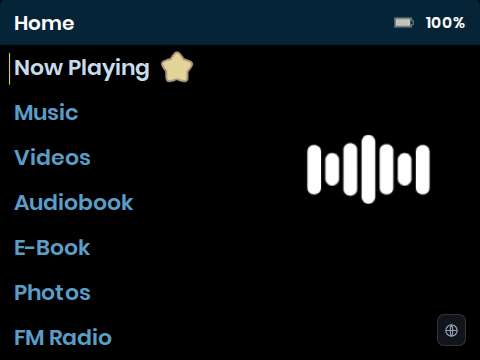 Home
100%
Now Playing
Music
Videos
Audiobook
E-Book
Photos
FM Radio